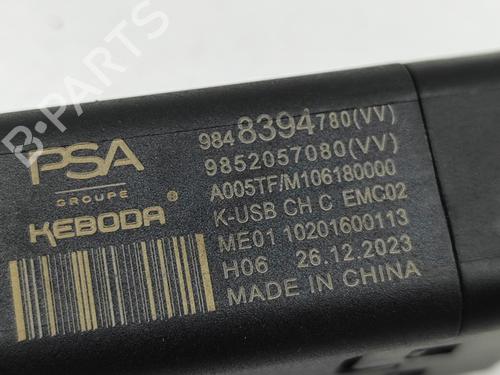 B-PARTS
PSA
GROUPE
KEBODA®
9848394780(VV)
9852057080(VV)
A005TF/M106180000
K-USB CH C EMC02
ME01 10201600113
H06 26.12.2023
MADE IN CHINA